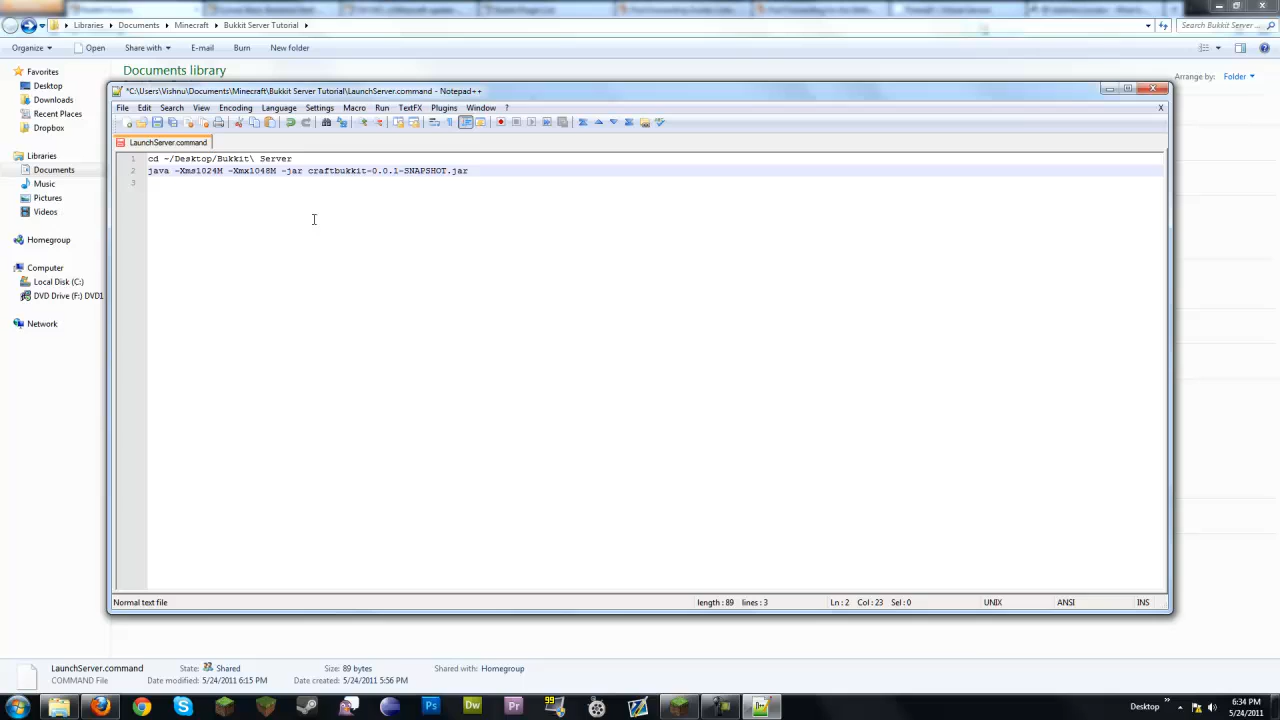 Libraries ▸ Documents ▸ Minecraft ▸ Bukkit Server Tutorial ▸
Search Bukkit Server ...
Organize
Open
Share with
E-mail
Burn
New folder
Favorites
Desktop
Downloads
Recent Places
Dropbox
Libraries
Documents
Music
Pictures
Videos
Homegroup
Computer
Local Disk (C:)
DVD Drive (F:) DVD1
Network
Documents library
Arrange by: Folder
*C:\Users\Vishnu\Documents\Minecraft\Bukkit Server Tutorial\LaunchServer.command - Notepad++
File Edit Search View Encoding Language Settings Macro Run TextFX Plugins Window ?
X
LaunchServer.command
1 cd ~/Desktop/Bukkit\ Server
2 java -Xms1024M -Xmx1048M -jar craftbukkit-0.0.1-SNAPSHOT.jar
3
Normal text file
length : 89 lines : 3
Ln : 2 Col : 23 Sel : 0
UNIX
ANSI
INS
LaunchServer.command State: Shared Size: 89 bytes Shared with: Homegroup
COMMAND File Date modified: 5/24/2011 6:15 PM Date created: 5/24/2011 5:56 PM
Ps
Dw
Pr
99
Desktop
6:34 PM
5/24/2011